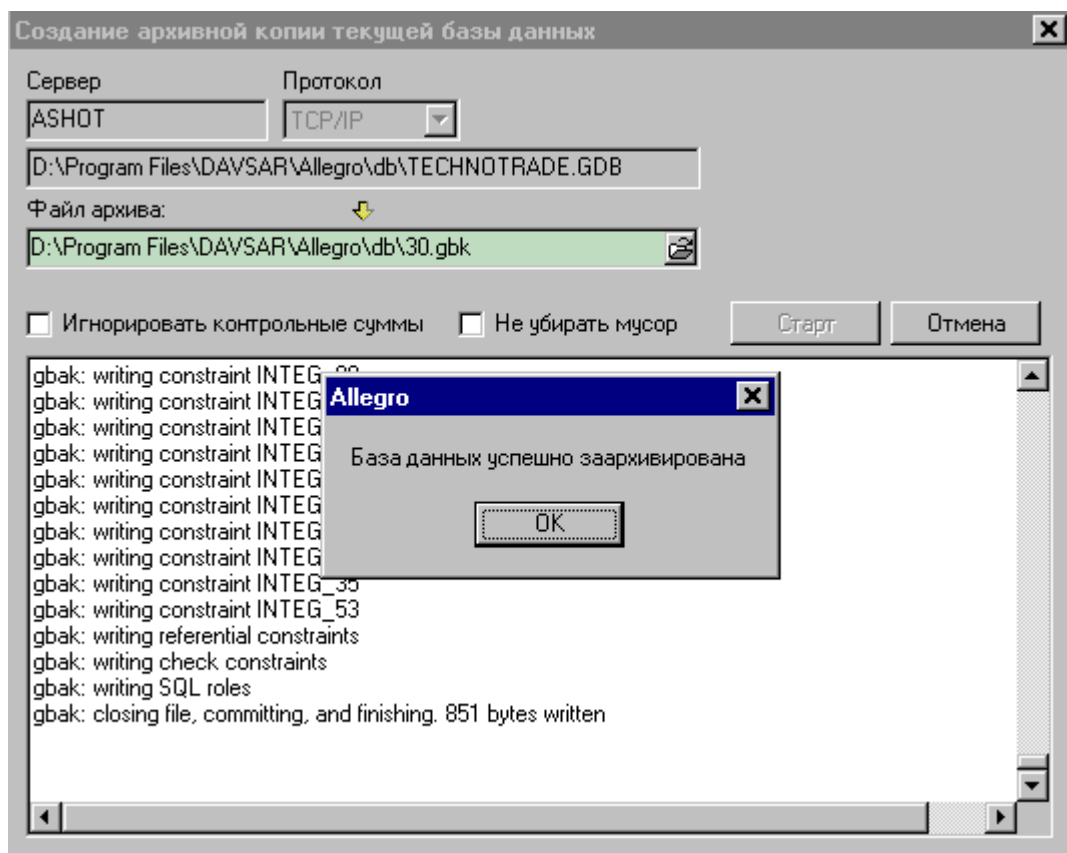 Создание архивной копии текущей базы данных
Сервер Протокол
ASHOT TCP/IP
D:\Program Files\DAVSAR\Allegro\db\TECHNOTRADE.GDB
Файл архива:
D:\Program Files\DAVSAR\Allegro\db\30.gbk
Игнорировать контрольные суммы Не убирать мусор Старт Отмена
gbak: writing constraint
gbak: writing constraint INTEG
gbak: writing constraint INTEG
gbak: writing constraint INTEG
gbak: writing constraint INTEG
gbak: writing constraint INTEG
gbak: writing constraint INTEG
gbak: writing constraint INTEG
gbak: writing constraint INTEG_35
gbak: writing constraint INTEG_53
gbak: writing referential constraints
gbak: writing check constraints
gbak: writing SQL roles
gbak: closing file, committing, and finishing. 851 bytes written
Allegro
База данных успешно заархивирована
OK